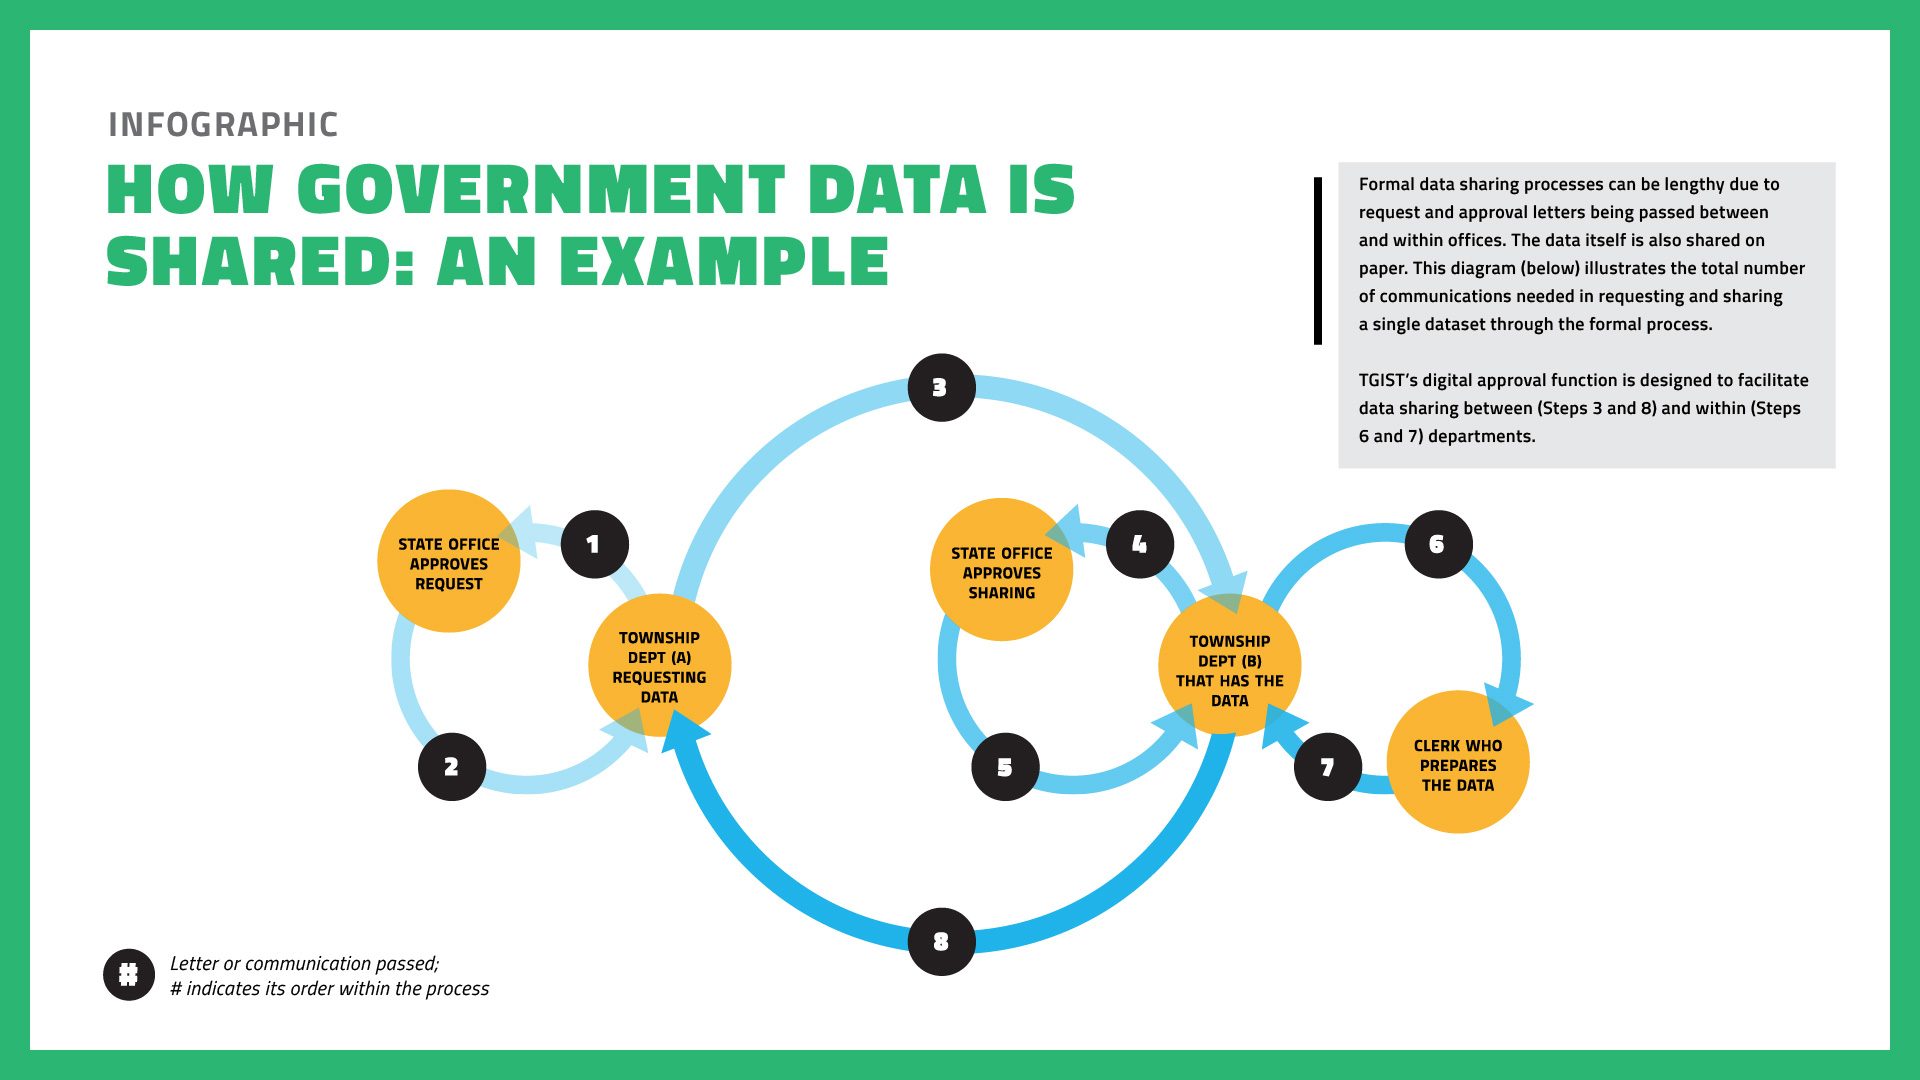 INFOGRAPHIC
HOW GOVERNMENT DATA IS
SHARED: AN EXAMPLE
Formal data sharing processes can be lengthy due to
request and approval letters being passed between
and within offices. The data itself is also shared on
paper. This diagram (below) illustrates the total number
of communications needed in requesting and sharing
a single dataset through the formal process.
TGIST's digital approval function is designed to facilitate
data sharing between (Steps 3 and 8) and within (Steps
6 and 7) departments.
3
STATE OFFICE
APPROVES
REQUEST
1
TOWNSHIP
DEPT (A)
REQUESTING
DATA
2
STATE OFFICE
APPROVES
SHARING
4
TOWNSHIP
DEPT (B)
THAT HAS THE
DATA
5
6
CLERK WHO
PREPARES
THE DATA
7
8
#
Letter or communication passed;
# indicates its order within the process